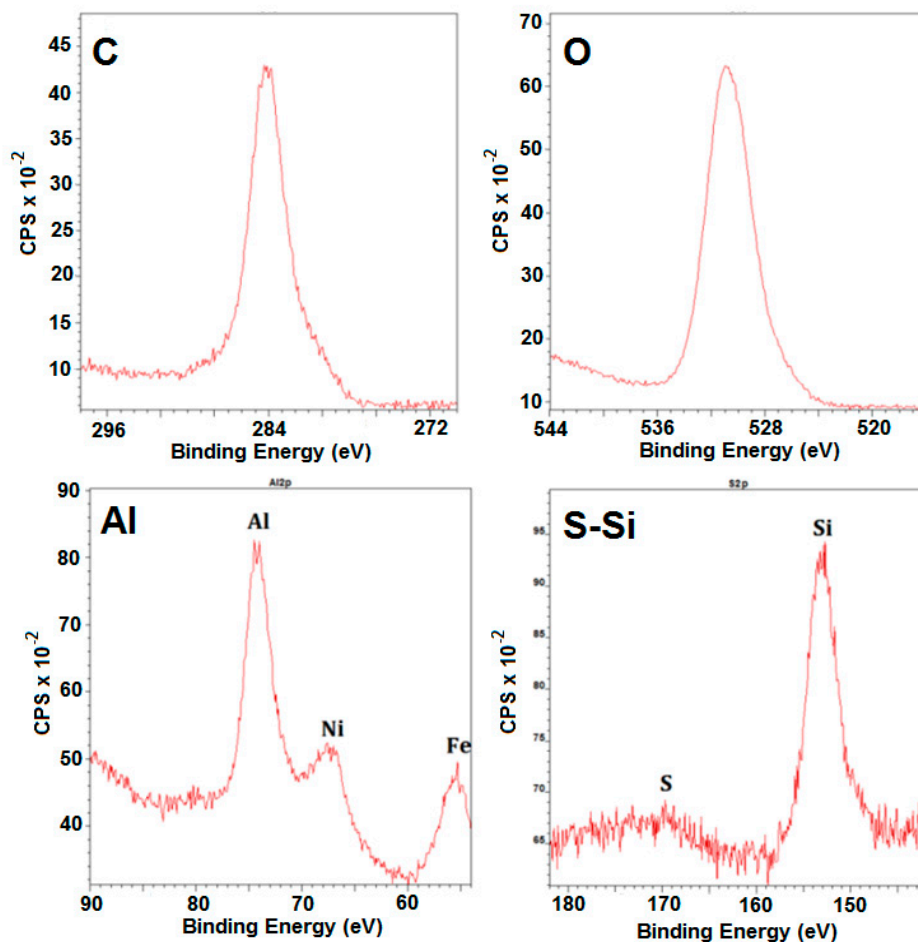 C
45
40
35
30
25
20
15
10
CPS x 10⁻²
296 284 272
Binding Energy (eV)
O
70
60
50
40
30
20
10
CPS x 10⁻²
544 536 528 520
Binding Energy (eV)
Al2p
Al
Al
Ni
Fe
90
80
70
60
50
40
CPS x 10⁻²
90 80 70 60
Binding Energy (eV)
S2p
S-Si
Si
S
95
90
85
80
75
70
65
CPS x 10⁻²
180 170 160 150
Binding Energy (eV)